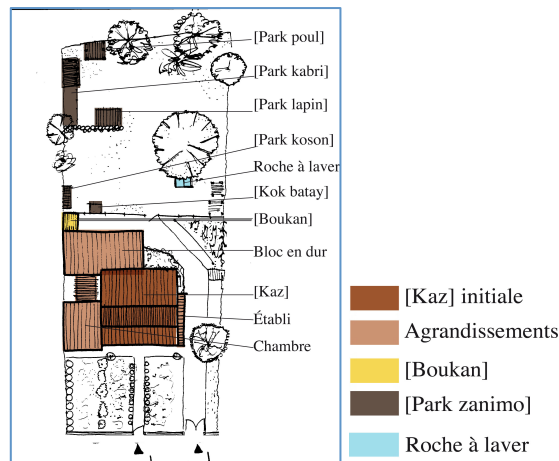 [Park poul]
[Park kabri]
[Park lapin]
[Park koson]
Roche à laver
[Kok batay]
[Boukan]
Bloc en dur
[Kaz]
Établi
Chambre
[Kaz] initiale
Agrandissements
[Boukan]
[Park zanimo]
Roche à laver